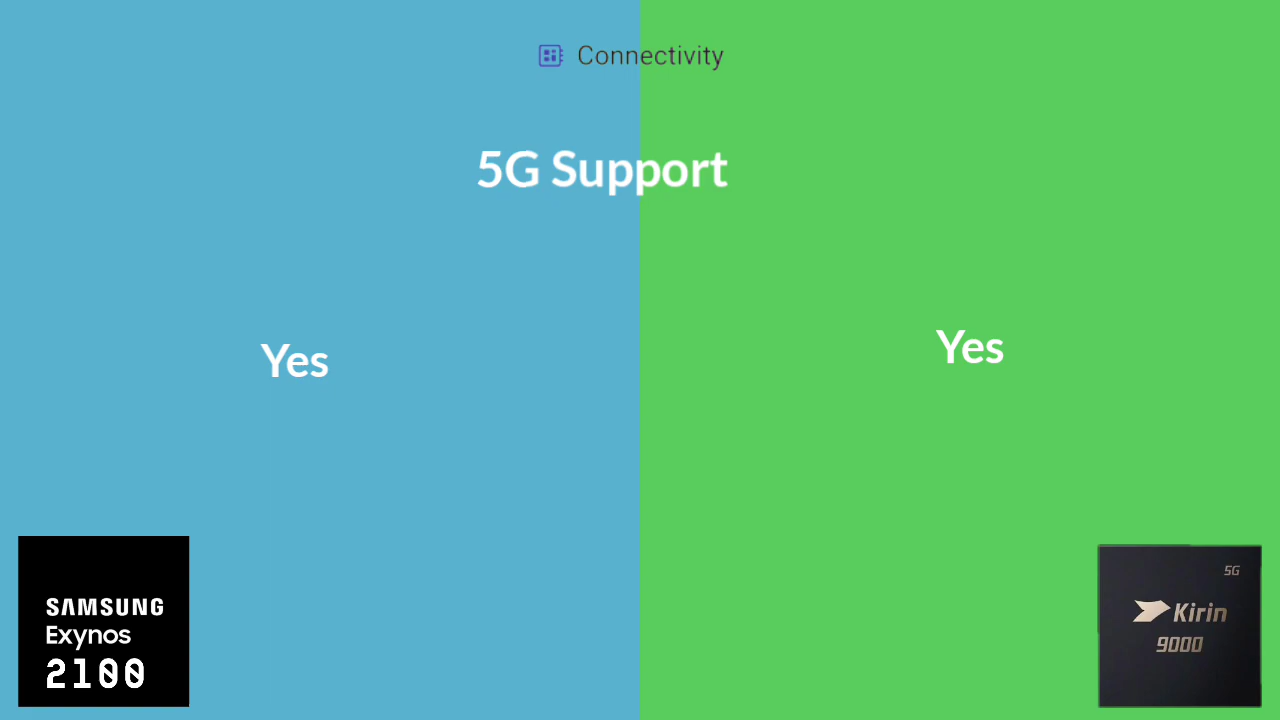 Connectivity
5G Support
Yes
Yes
SAMSUNG
Exynos
2100
5G
Kirin
9000